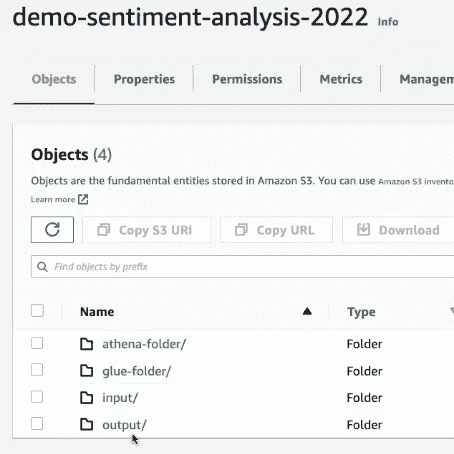 demo-sentiment-analysis-2022 Info
Objects Properties Permissions Metrics Managem
Objects (4)
Objects are the fundamental entities stored in Amazon S3. You can use Amazon S3 invento
Learn more
Copy S3 URI Copy URL Download
Find objects by prefix
Name Type
athena-folder/ Folder
glue-folder/ Folder
input/ Folder
output/ Folder